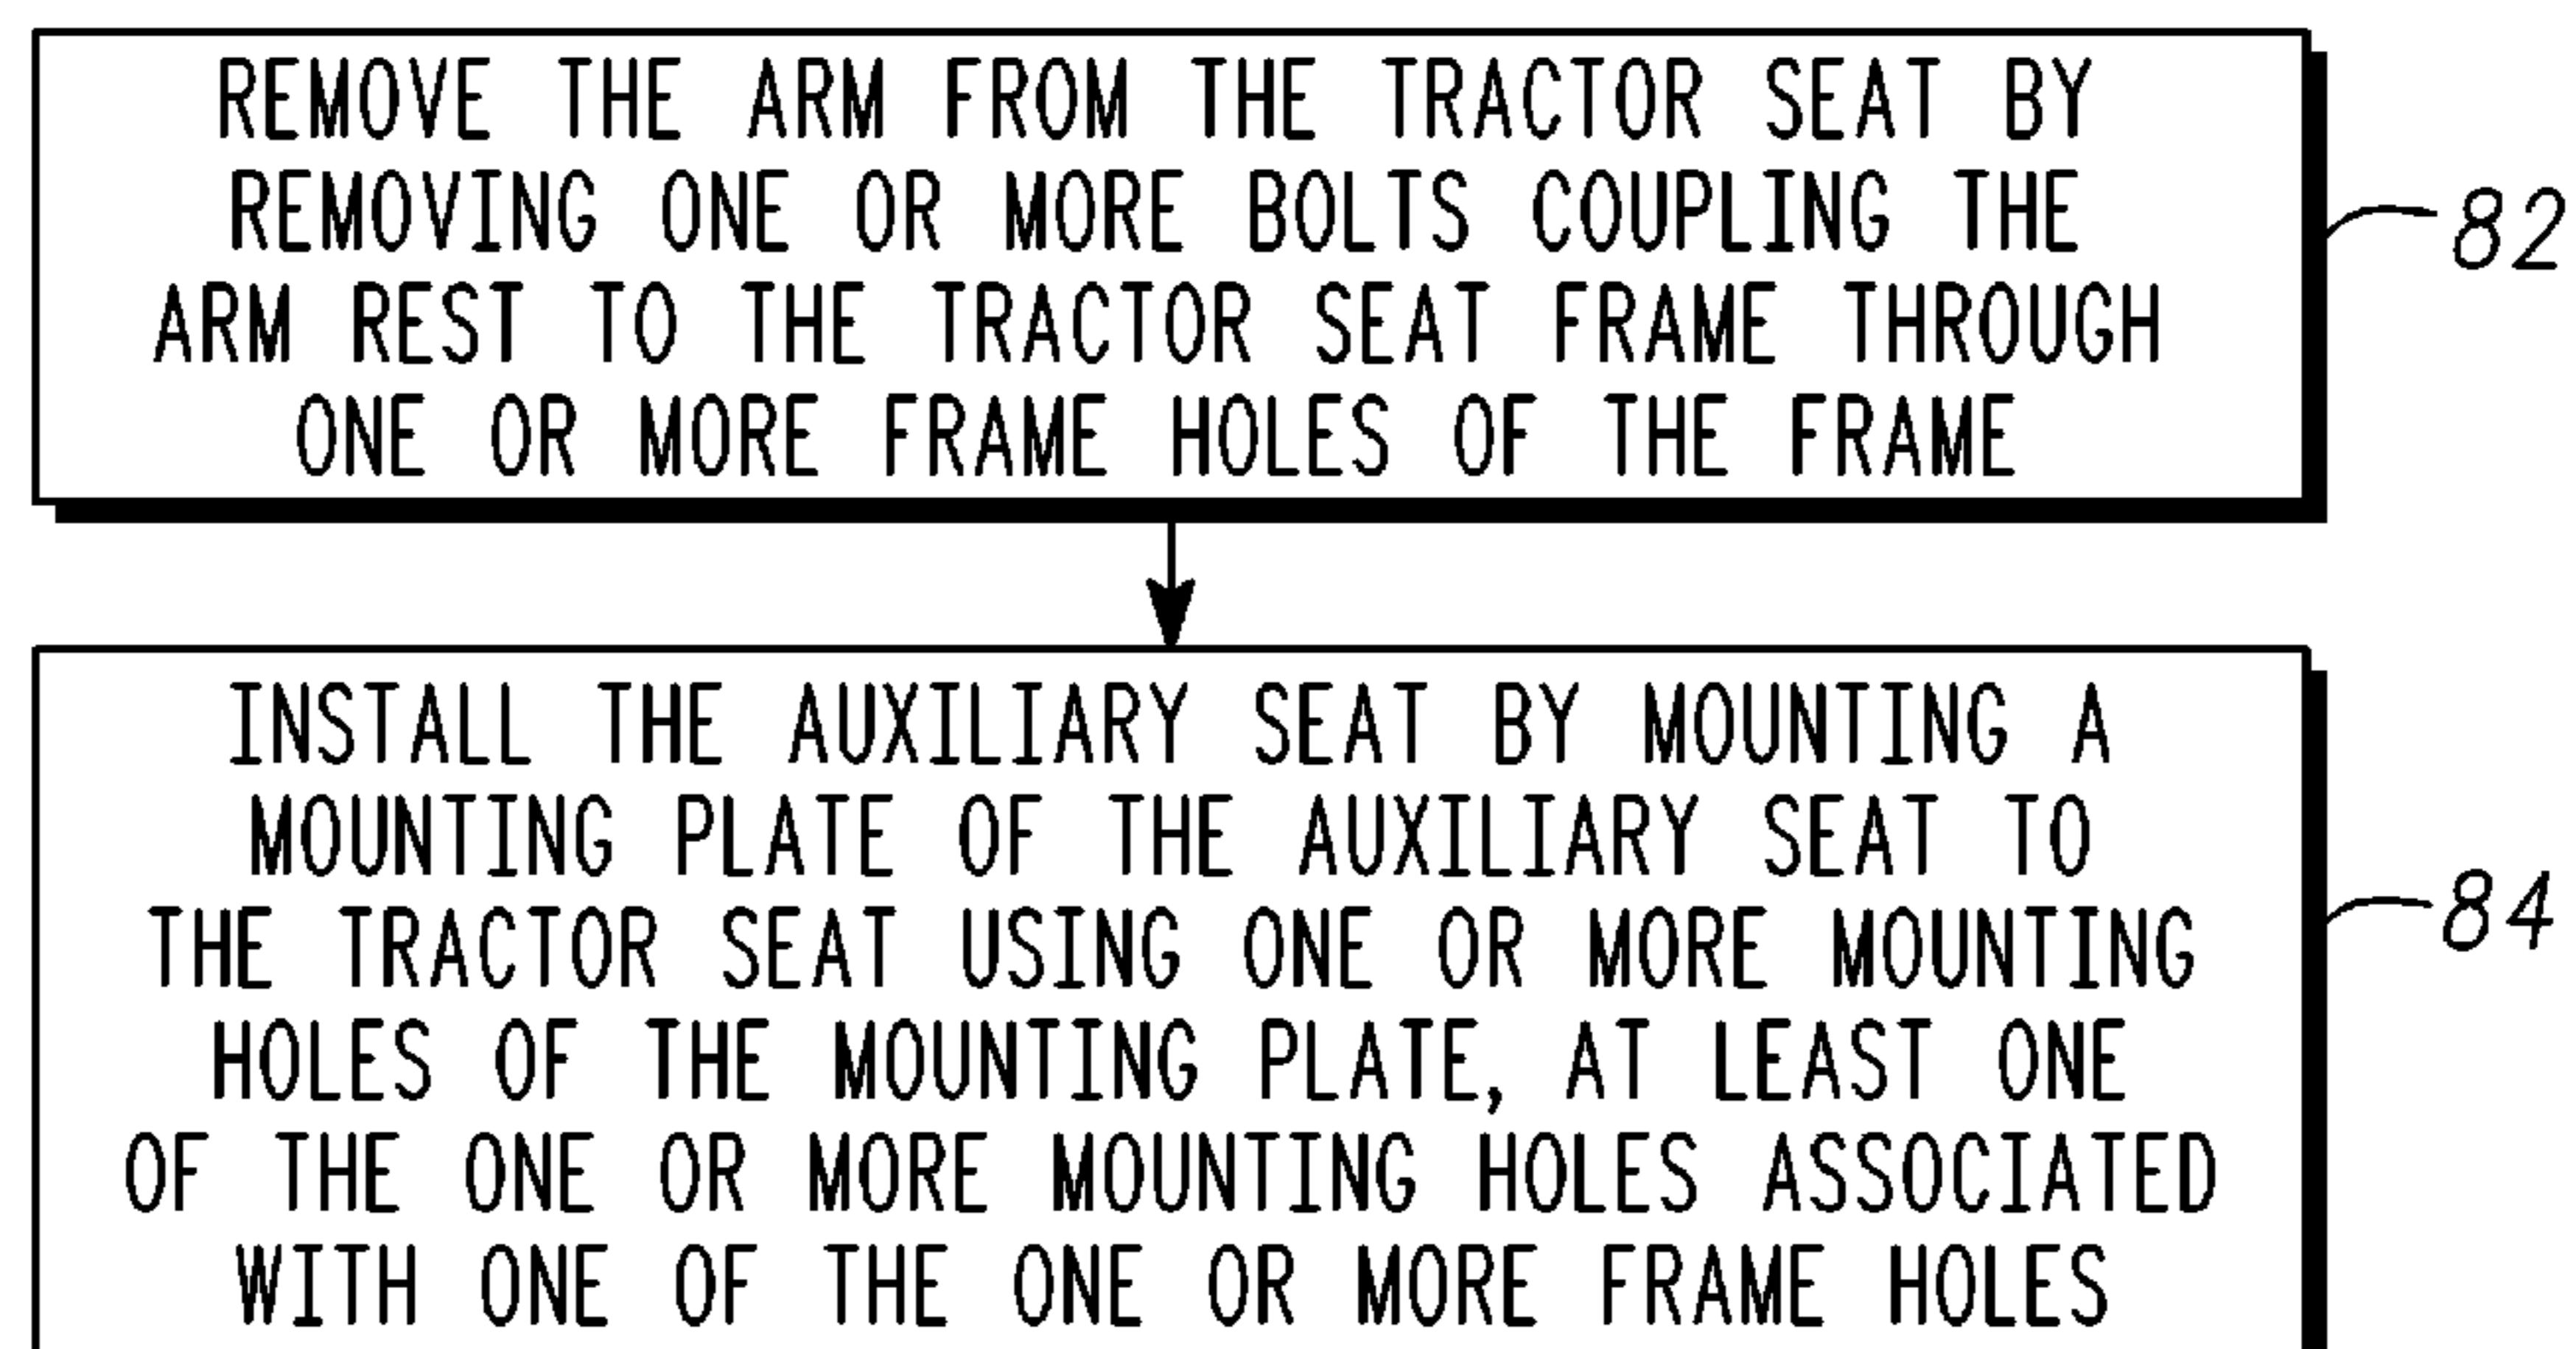 REMOVE THE ARM FROM THE TRACTOR SEAT BY
REMOVING ONE OR MORE BOLTS COUPLING THE
ARM REST TO THE TRACTOR SEAT FRAME THROUGH
ONE OR MORE FRAME HOLES OF THE FRAME
82
INSTALL THE AUXILIARY SEAT BY MOUNTING A
MOUNTING PLATE OF THE AUXILIARY SEAT TO
THE TRACTOR SEAT USING ONE OR MORE MOUNTING
HOLES OF THE MOUNTING PLATE, AT LEAST ONE
OF THE ONE OR MORE MOUNTING HOLES ASSOCIATED
WITH ONE OF THE ONE OR MORE FRAME HOLES
84